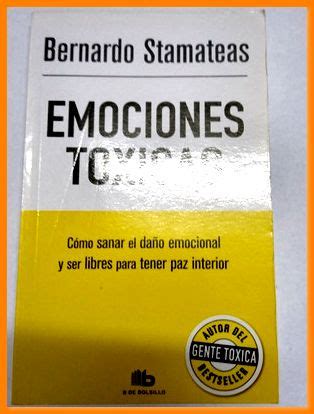 Bernardo Stamateas
EMOCIONES
TOXICAS
Cómo sanar el daño emocional
y ser libres para tener paz interior
AUTOR DEL
GENTE TOXICA
BESTSELLER
b
B DE BOLSILLO